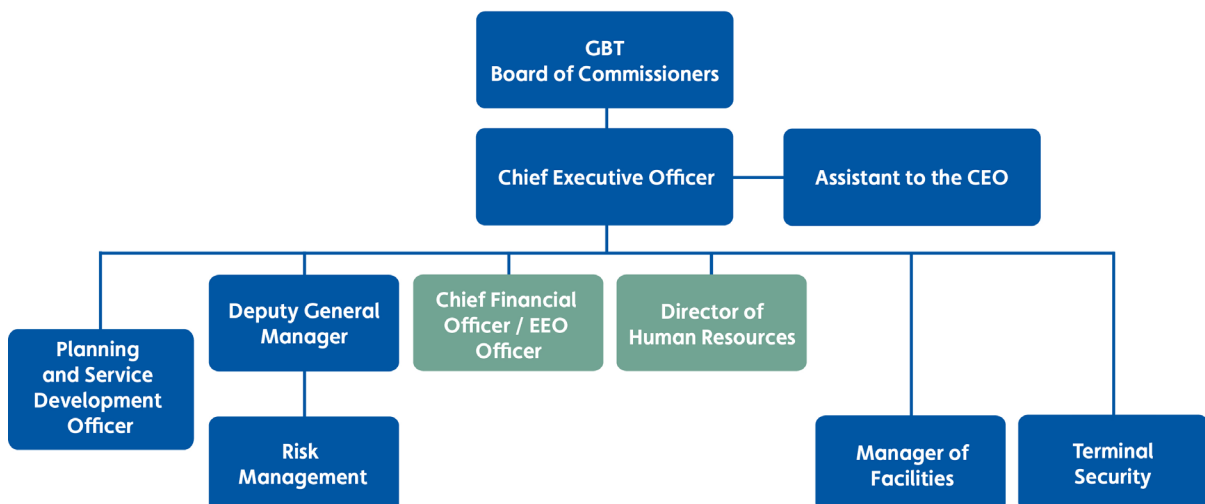 GBT
Board of Commissioners
Chief Executive Officer
Assistant to the CEO
Deputy General
Manager
Chief Financial
Officer / EEO
Officer
Director of
Human Resources
Planning
and Service
Development
Officer
Risk
Management
Manager of
Facilities
Terminal
Security